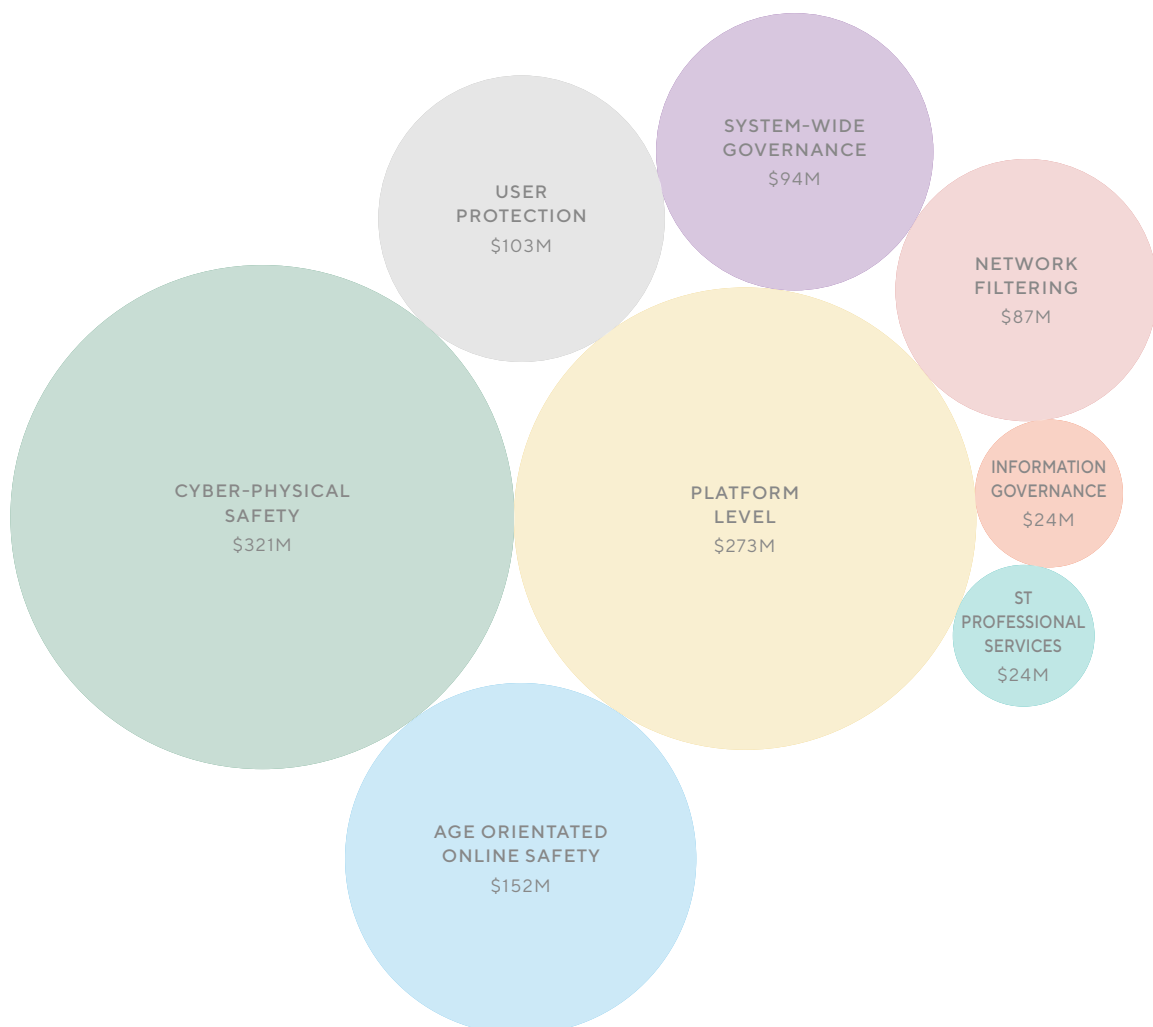 SYSTEM-WIDE
GOVERNANCE
$94M
USER
PROTECTION
$103M
NETWORK
FILTERING
$87M
CYBER-PHYSICAL
SAFETY
$321M
PLATFORM
LEVEL
$273M
INFORMATION
GOVERNANCE
$24M
ST
PROFESSIONAL
SERVICES
$24M
AGE ORIENTATED
ONLINE SAFETY
$152M